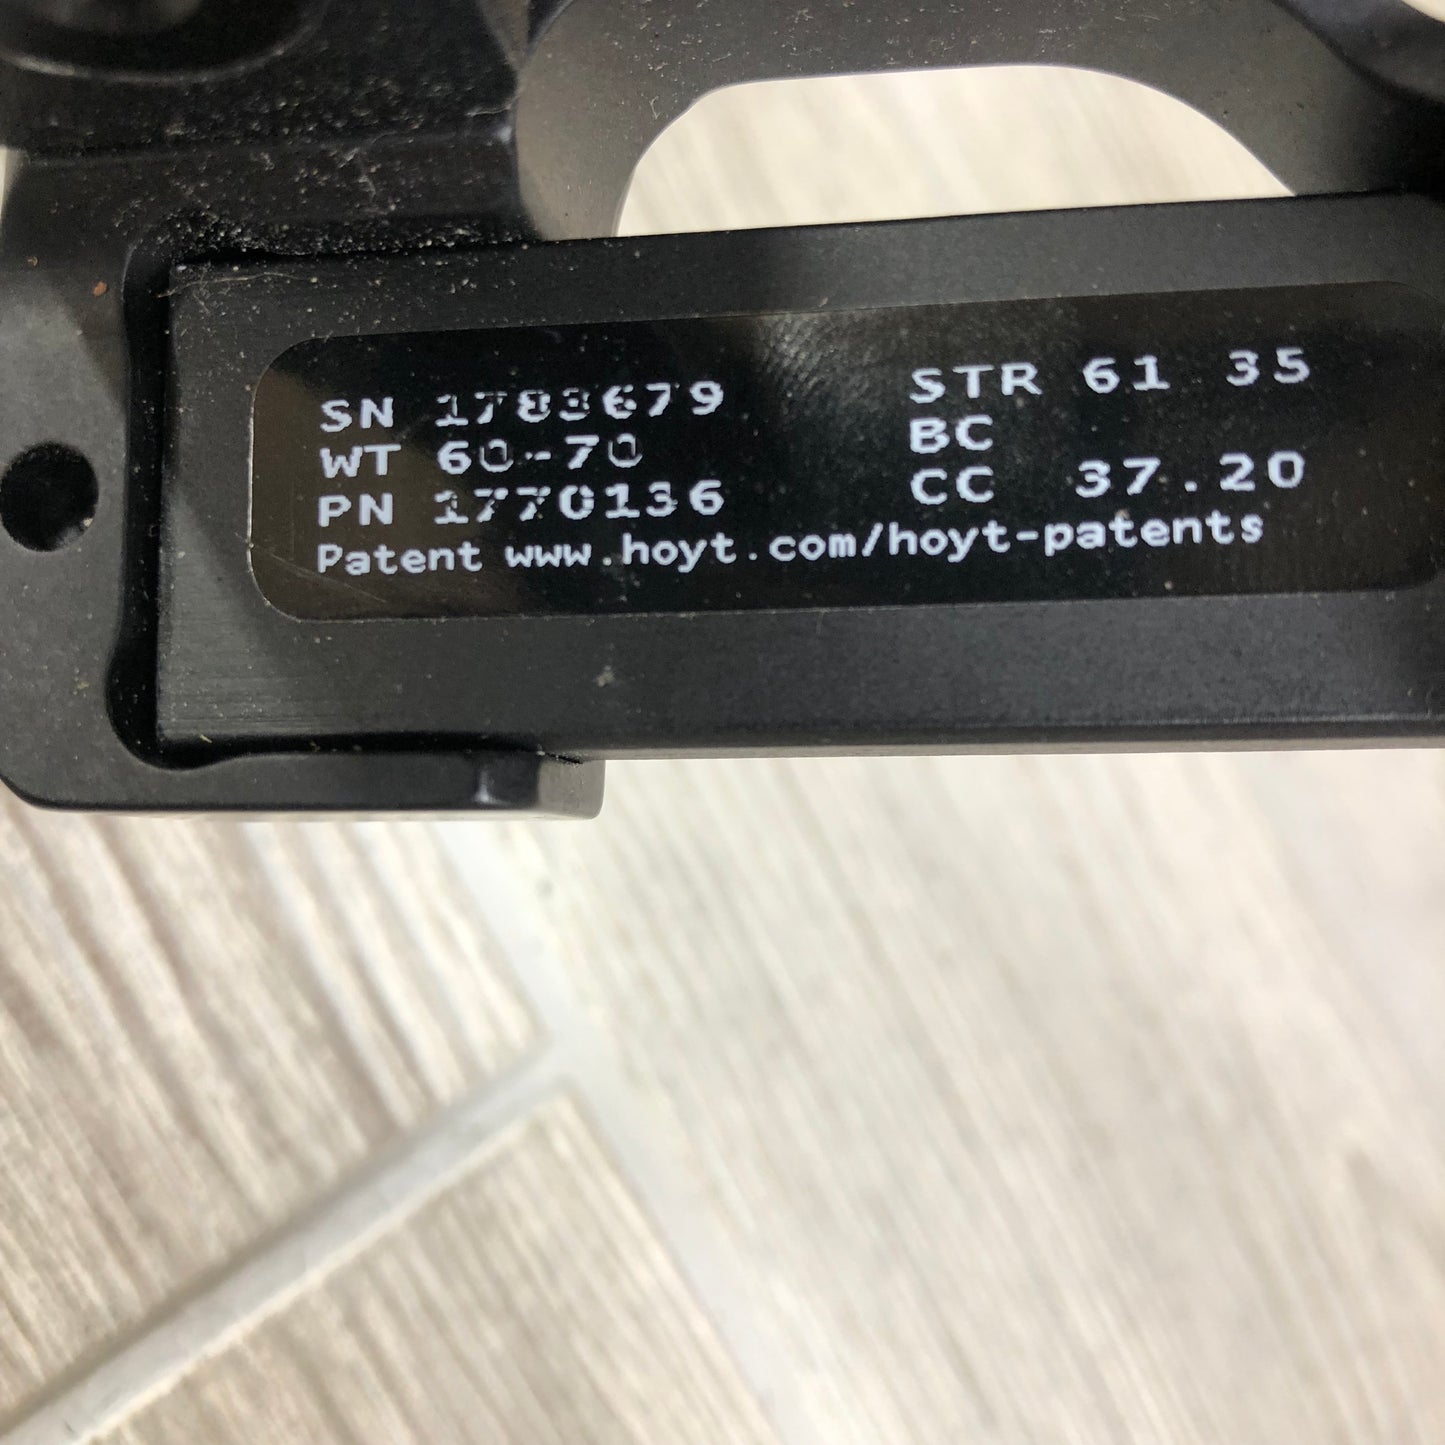 SN 1783679 STR 61 35
WT 60-70 BC
PN 1770136 CC 37.20
Patent www.hoyt.com/hoyt-patents